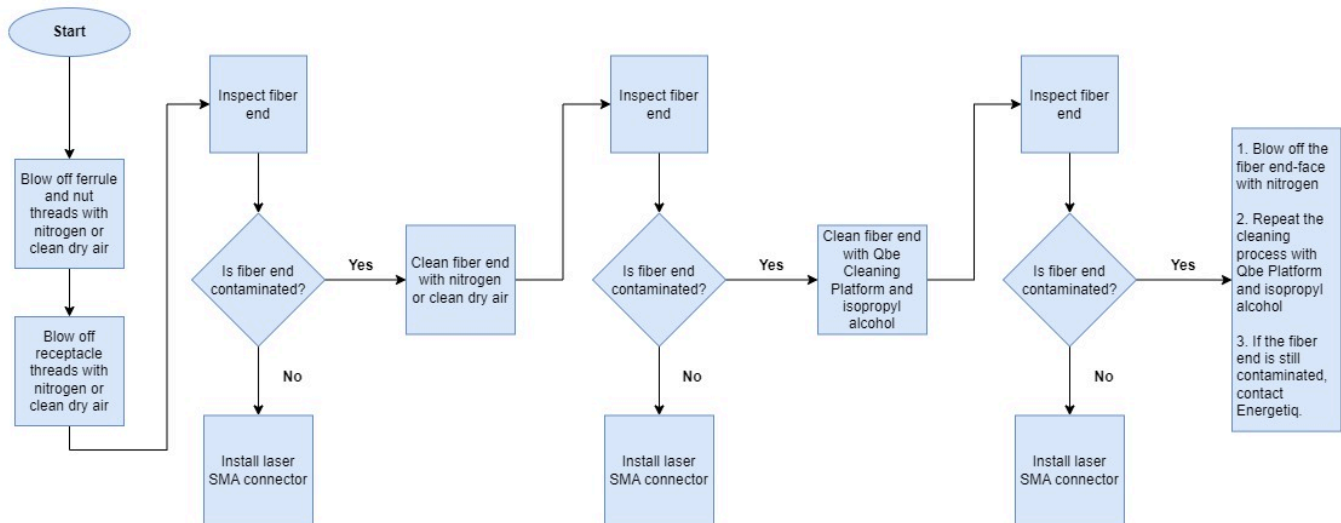 Start
Blow off ferrule
and nut
threads with
nitrogen or
clean dry air
Blow off
receptacle
threads with
nitrogen or
clean dry air
Inspect fiber
end
Is fiber end
contaminated?
Yes
No
Install laser
SMA connector
Clean fiber end
with nitrogen
or clean dry air
Inspect fiber
end
Is fiber end
contaminated?
Yes
No
Install laser
SMA connector
Clean fiber end
with Qbe
Cleaning
Platform and
isopropyl
alcohol
Inspect fiber
end
Is fiber end
contaminated?
Yes
No
Install laser
SMA connector
1. Blow off the
fiber end-face
with nitrogen
2. Repeat the
cleaning
process with
Qbe Platform
and isopropyl
alcohol
3. If the fiber
end is still
contaminated,
contact
Energetiq.